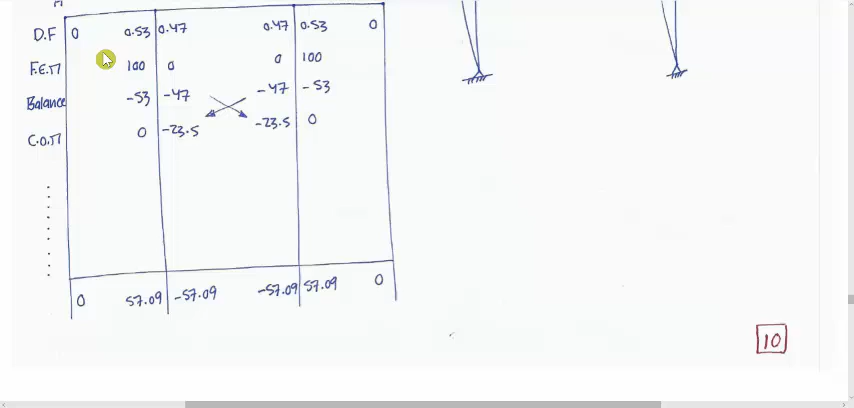 D.F 0 0.53 0.47 0.47 0.53 0
F.E.M 100 0 0 100
Balance -53 -47 -47 -53
C.O.M 0 -23.5 -23.5 0
0 57.09 -57.09 -57.09 57.09 0
10